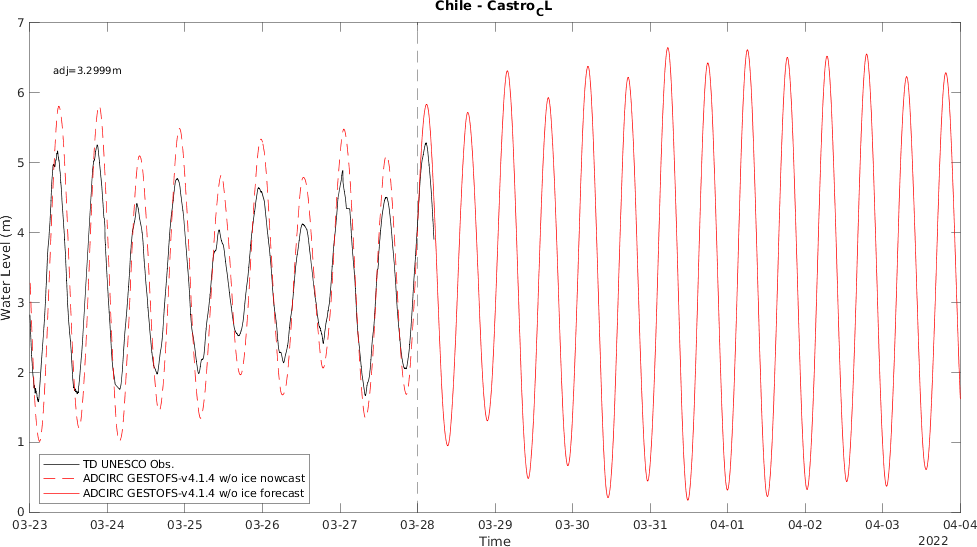 Chile - Castro_CL
7
6
5
4
3
2
1
0
Water Level (m)
adj=3.2999m
TD UNESCO Obs.
ADCIRC GESTOFS-v4.1.4 w/o ice nowcast
ADCIRC GESTOFS-v4.1.4 w/o ice forecast
03-23 03-24 03-25 03-26 03-27 03-28 03-29 03-30 03-31 04-01 04-02 04-03 04-04
Time
2022